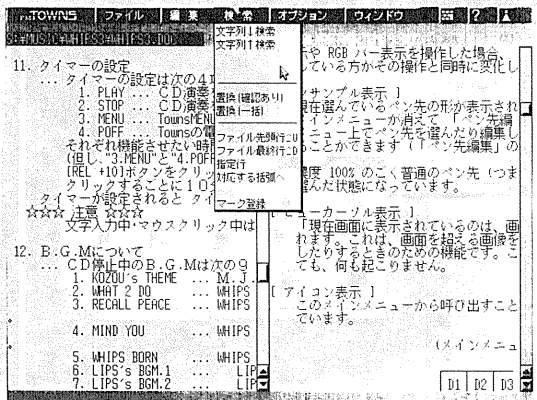 TOWNS ファイル 編集 検索 オプション ウィンドウ ?
文字列↓検索
文字列↑検索
置換(確認あり)
置換(一括)
ファイル先頭行
ファイル最終行
指定行
対応する括弧へ
マーク登録
11. タイマーの設定
... タイマーの設定は次の4
1. PLAY ... CD演奏
2. STOP ... CD演奏
3. MENU ... TownsMENU
4. POFF ... Townsの電
それぞれ機能させたい時
(但し、"3.MENU"と"4.POFF
[REL +10]ボタンをクリッ
クリックすることに10
タイマーが設定されると タイ
☆☆☆ 注意 ☆☆☆
文字入力中・マウスクリック中は
12. B.G.Mについて
... CD停止中のB.G.Mは次の9
1. KOZOU's THEME ... M.J.
2. WHAT 2 DO ... WHIPS
3. RECALL PEACE ... WHIPS
4. MIND YOU ... WHIPS
5. WHIPS BORN ... WHIPS
6. LIPS's BGM.1 ... LIP
7. LIPS's BGM.2 ... LIP
や RGB バー表示を操作した場合、
している方がその操作と同時に変化し
サンプル表示 ]
現在選んでいるペン先の形が表示され
インメニューが消えて 「ペン先編
ニュー上でペン先を選んだり編集し
ことができます (「ペン先編集」の
濃度 100% のごく普通のペン先 (つま
選んだ状態になっています。
ューカーソル表示 ]
「現在画面に表示されているのは、画
れます。これは、画面を超える画像を
したりするときのための機能です。こ
ても、何も起こりません。
[ アイコン表示 ]
このメインメニューから呼び出すこと
ています。
(メインメニュ
D1 D2 D3